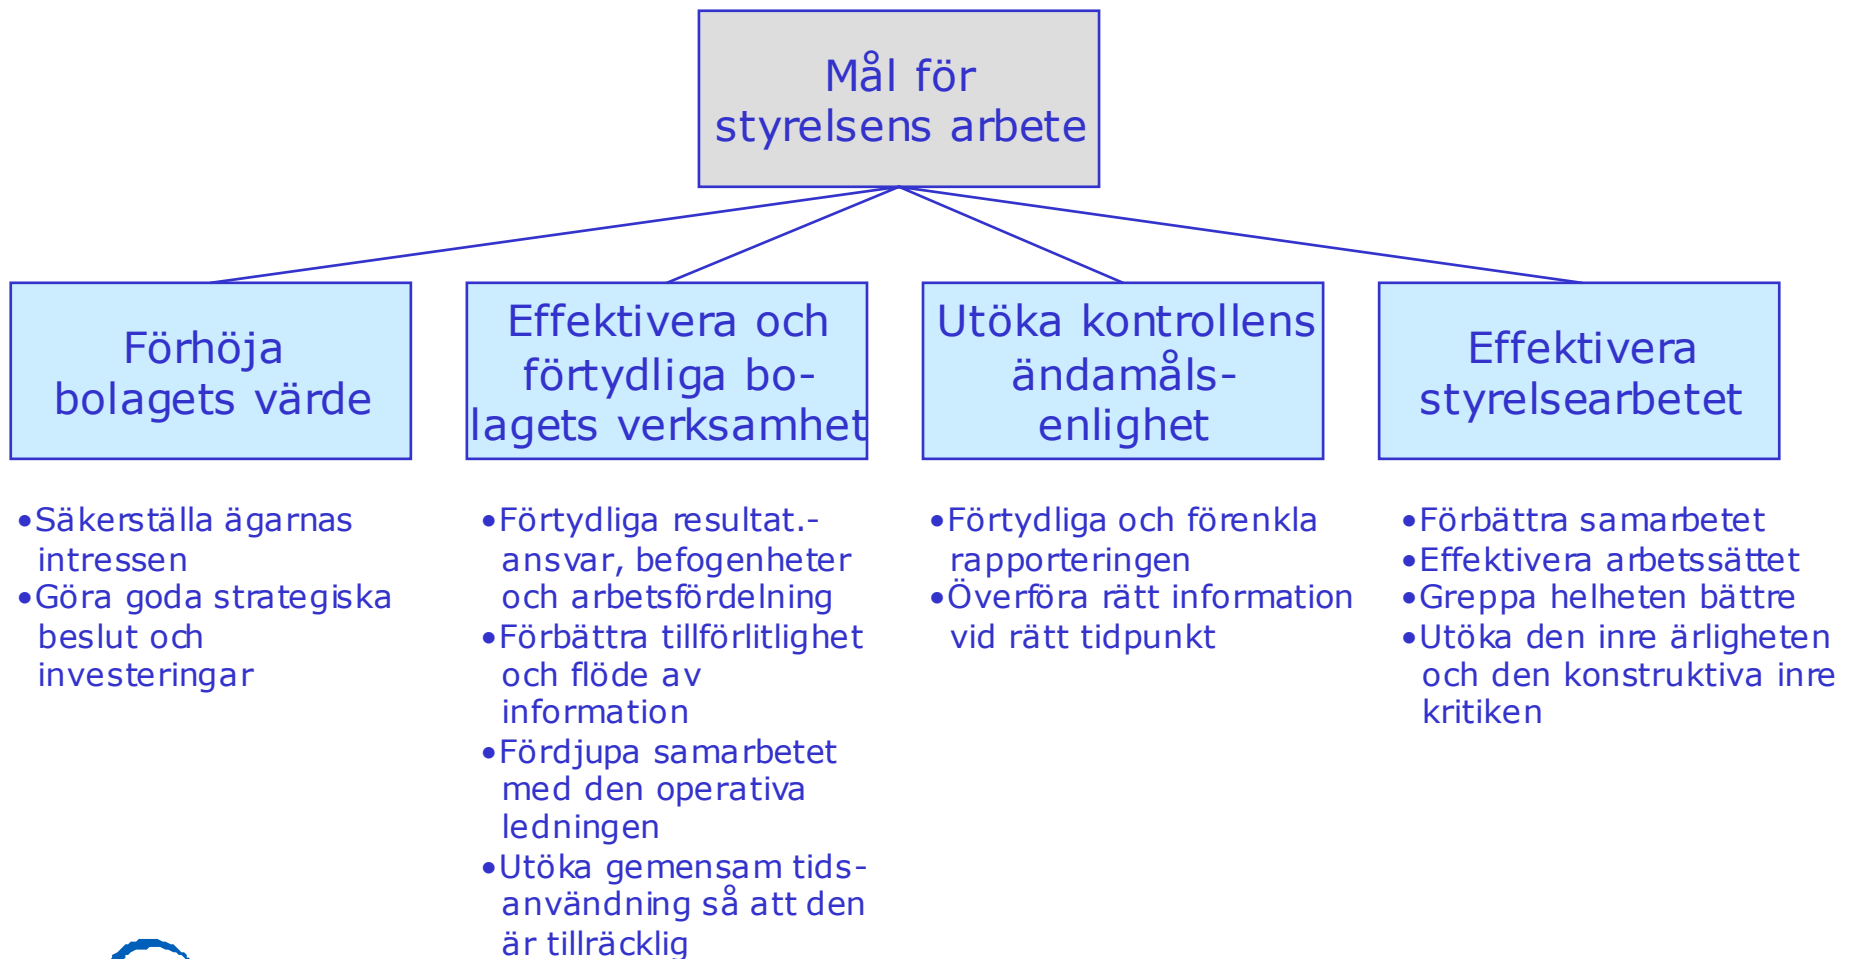 Mål för
styrelsens arbete
Förhöja
bolagets värde
Effektivera och
förtydliga bo-
lagets verksamhet
Utöka kontrollens
ändamåls-
enlighet
Effektivera
styrelsearbetet
•Säkerställa ägarnas
intressen
•Göra goda strategiska
beslut och
investeringar
•Förtydliga resultat.-
ansvar, befogenheter
och arbetsfördelning
•Förbättra tillförlitlighet
och flöde av
information
•Fördjupa samarbetet
med den operativa
ledningen
•Utöka gemensam tids-
användning så att den
är tillräcklig
•Förtydliga och förenkla
rapporteringen
•Överföra rätt information
vid rätt tidpunkt
•Förbättra samarbetet
•Effektivera arbetssättet
•Greppa helheten bättre
•Utöka den inre ärligheten
och den konstruktiva inre
kritiken